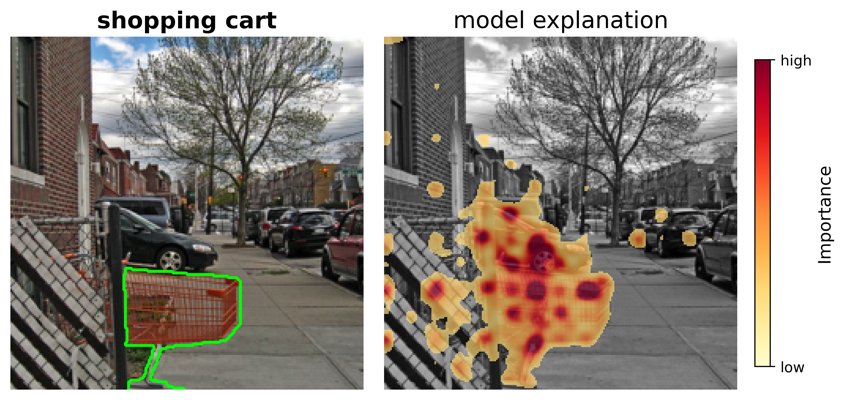 shopping cart
model explanation
high
Importance
low